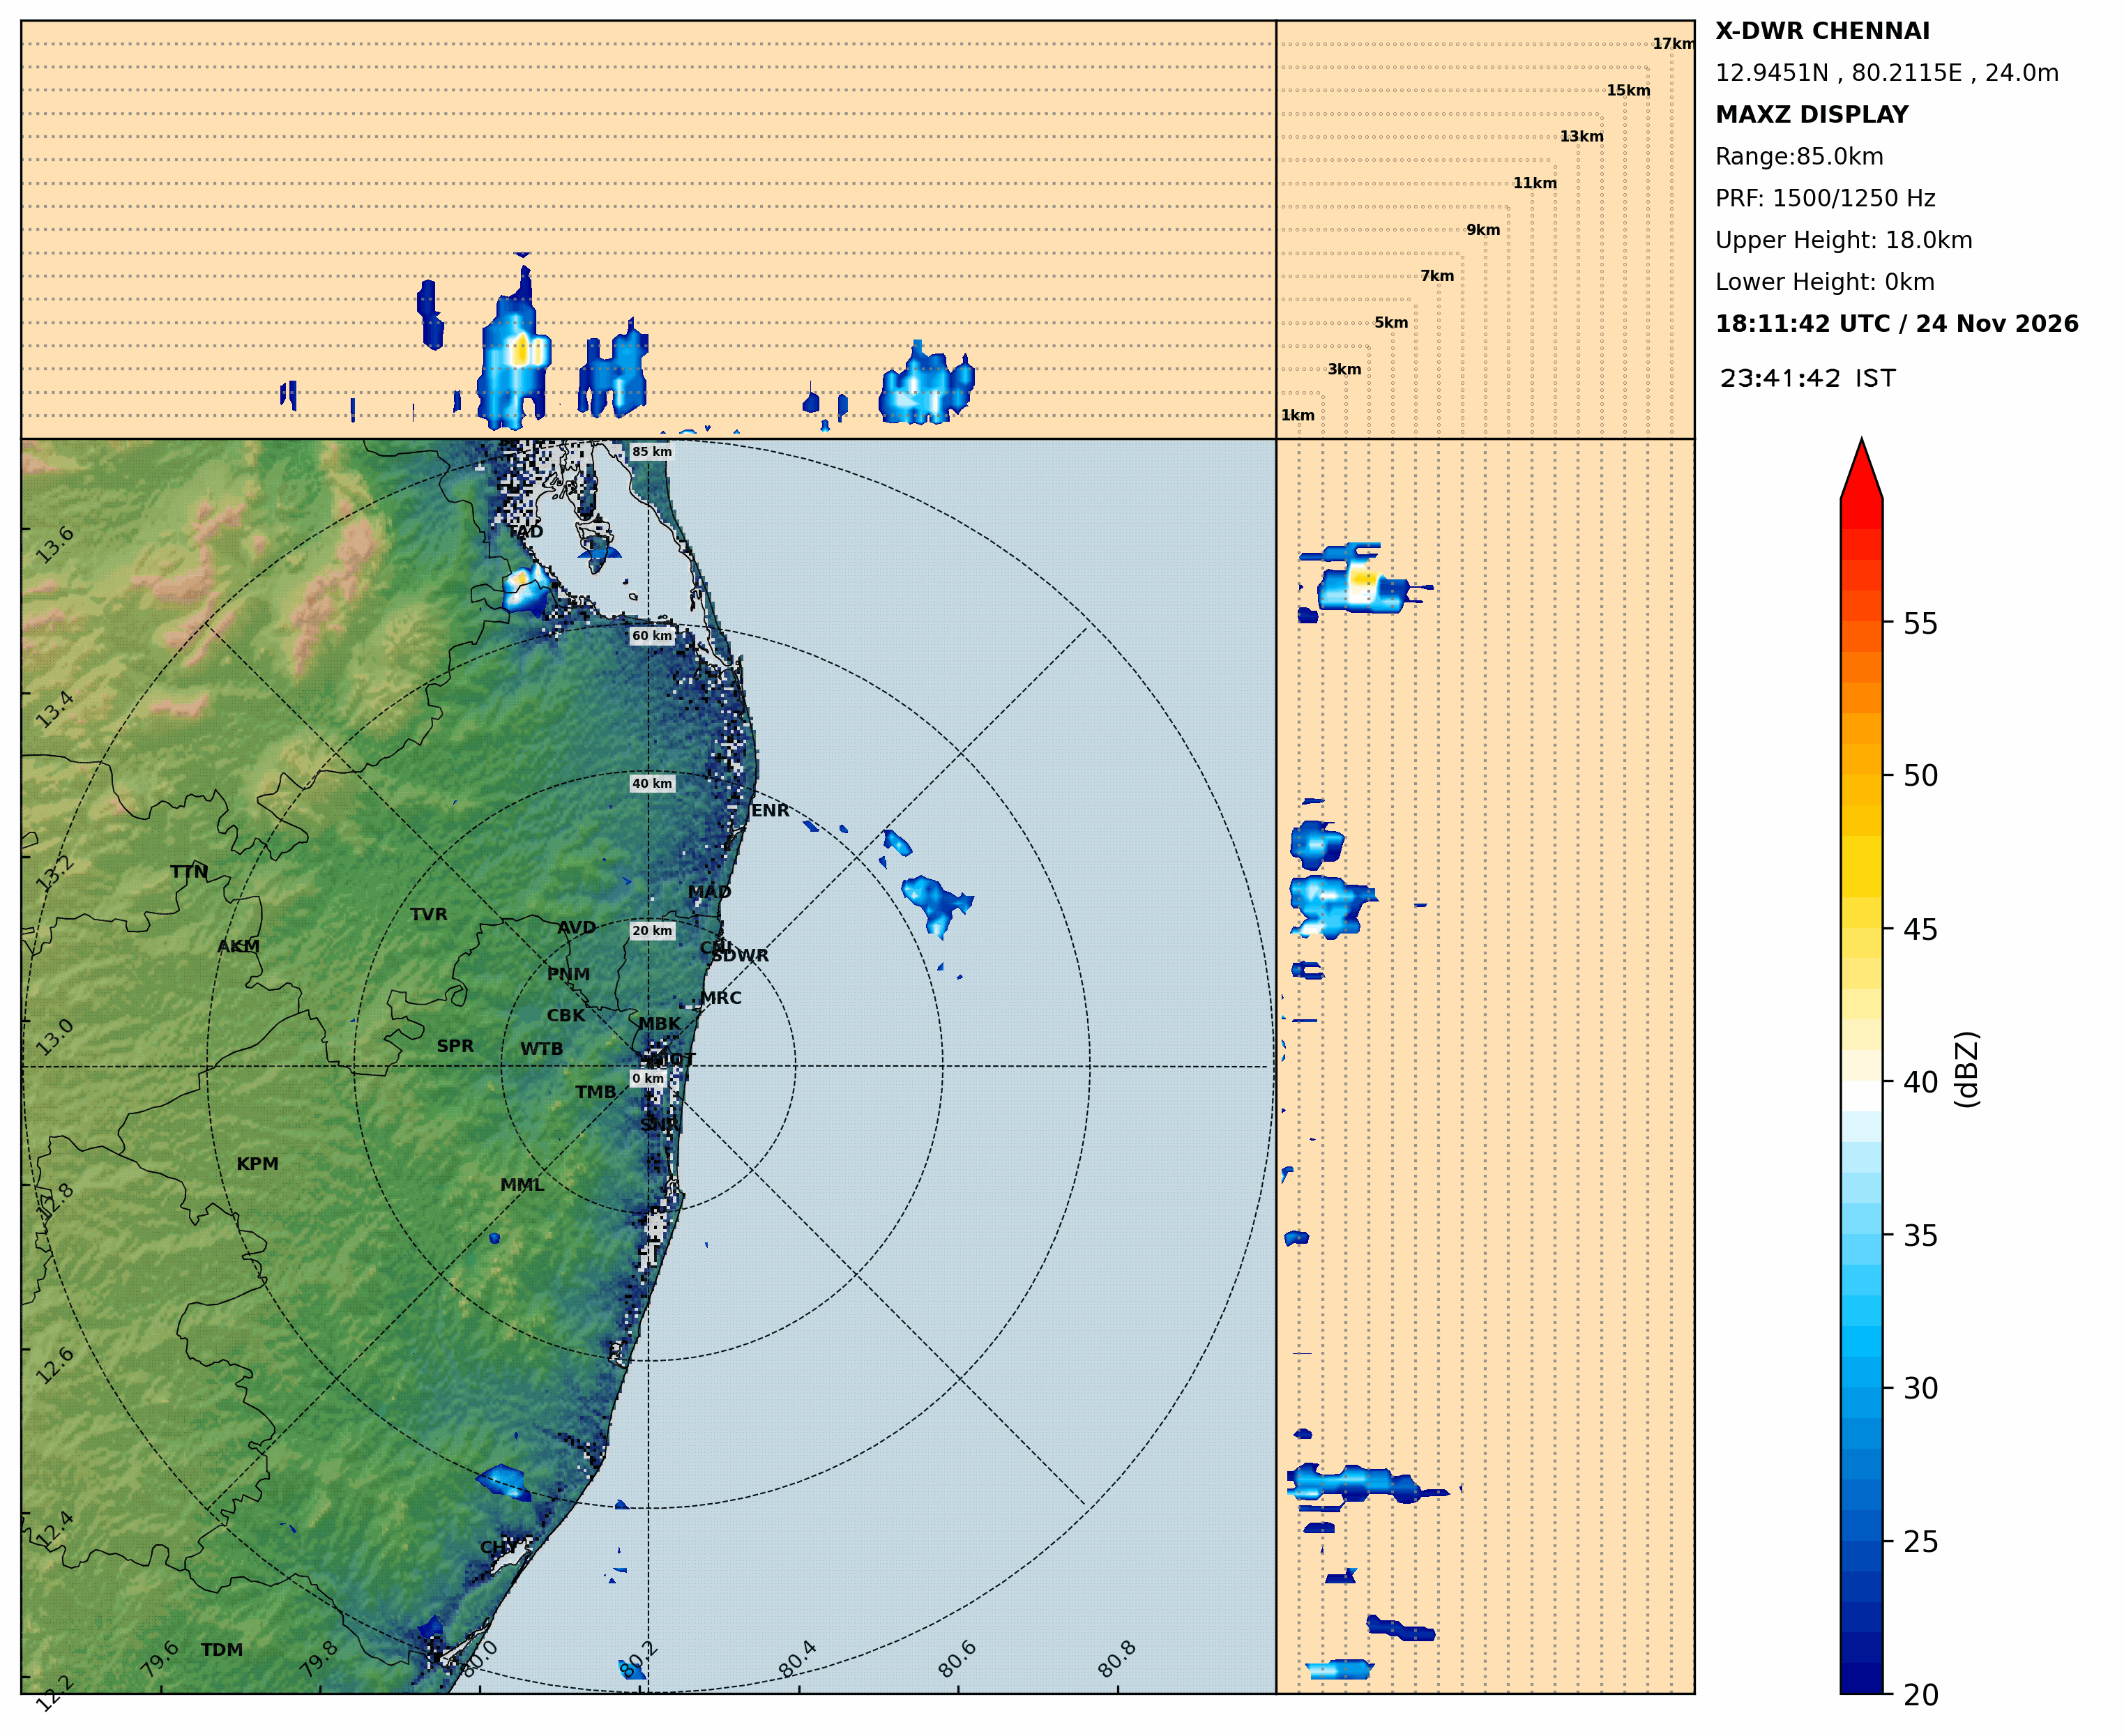 X-DWR CHENNAI
12.9451N , 80.2115E , 24.0m
MAXZ DISPLAY
Range:85.0km
PRF: 1500/1250 Hz
Upper Height: 18.0km
Lower Height: 0km
18:11:42 UTC / 24 Nov 2026
23:41:42 IST
17km
15km
13km
11km
9km
7km
5km
3km
1km
85 km
TAD
13.6
60 km
13.4
40 km
ENR
TTN
13.2
MAD
TVR
AVD
20 km
AKM
CNI
SDWR
PNM
MRC
CBK
MBK
13.0
SPR
WTB
0 km
TMB
SNR
KPM
MML
12.8
12.6
12.4
CHY
TDM
12.2
79.6
79.8
80.0
80.2
80.4
80.6
80.8
55
50
45
40
35
30
25
20
(dBZ)